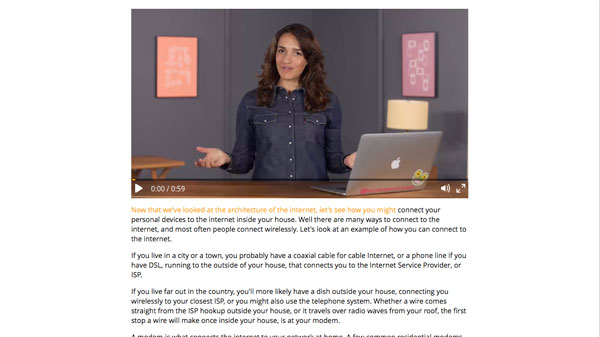 0:00 / 0:59
Now that we've looked at the architecture of the internet, let's see how you might connect your
personal devices to the internet inside your house. Well there are many ways to connect to the
internet, and most often people connect wirelessly. Let's look at an example of how you can connect to
the internet.
If you live in a city or a town, you probably have a coaxial cable for cable Internet, or a phone line if you
have DSL, running to the outside of your house, that connects you to the Internet Service Provider, or
ISP.
If you live far out in the country, you'll more likely have a dish outside your house, connecting you
wirelessly to your closest ISP, or you might also use the telephone system. Whether a wire comes
straight from the ISP hookup outside your house, or it travels over radio waves from your roof, the first
stop a wire will make once inside your house, is at your modem.
A modem is what connects the internet to your network at home. A few common residential modems